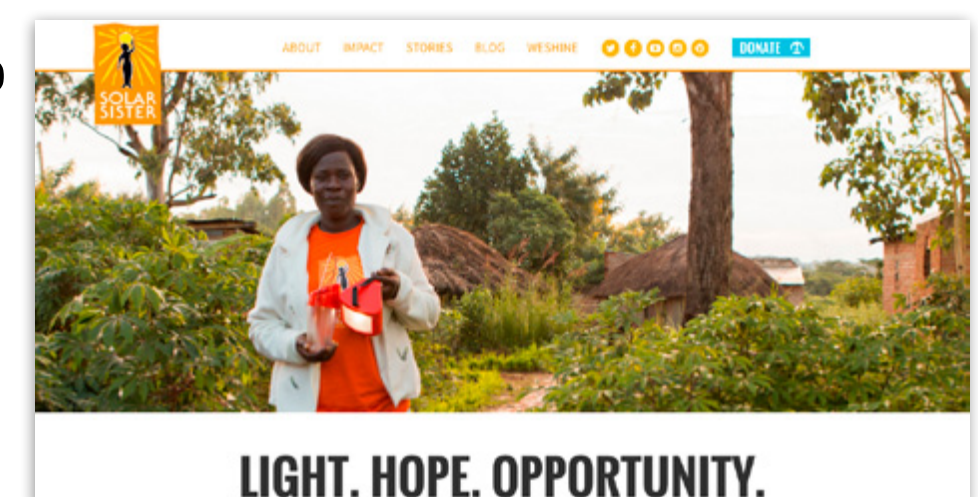 ABOUT IMPACT STORIES BLOG WESHINE DONATE
SOLAR
SISTER
LIGHT. HOPE. OPPORTUNITY.